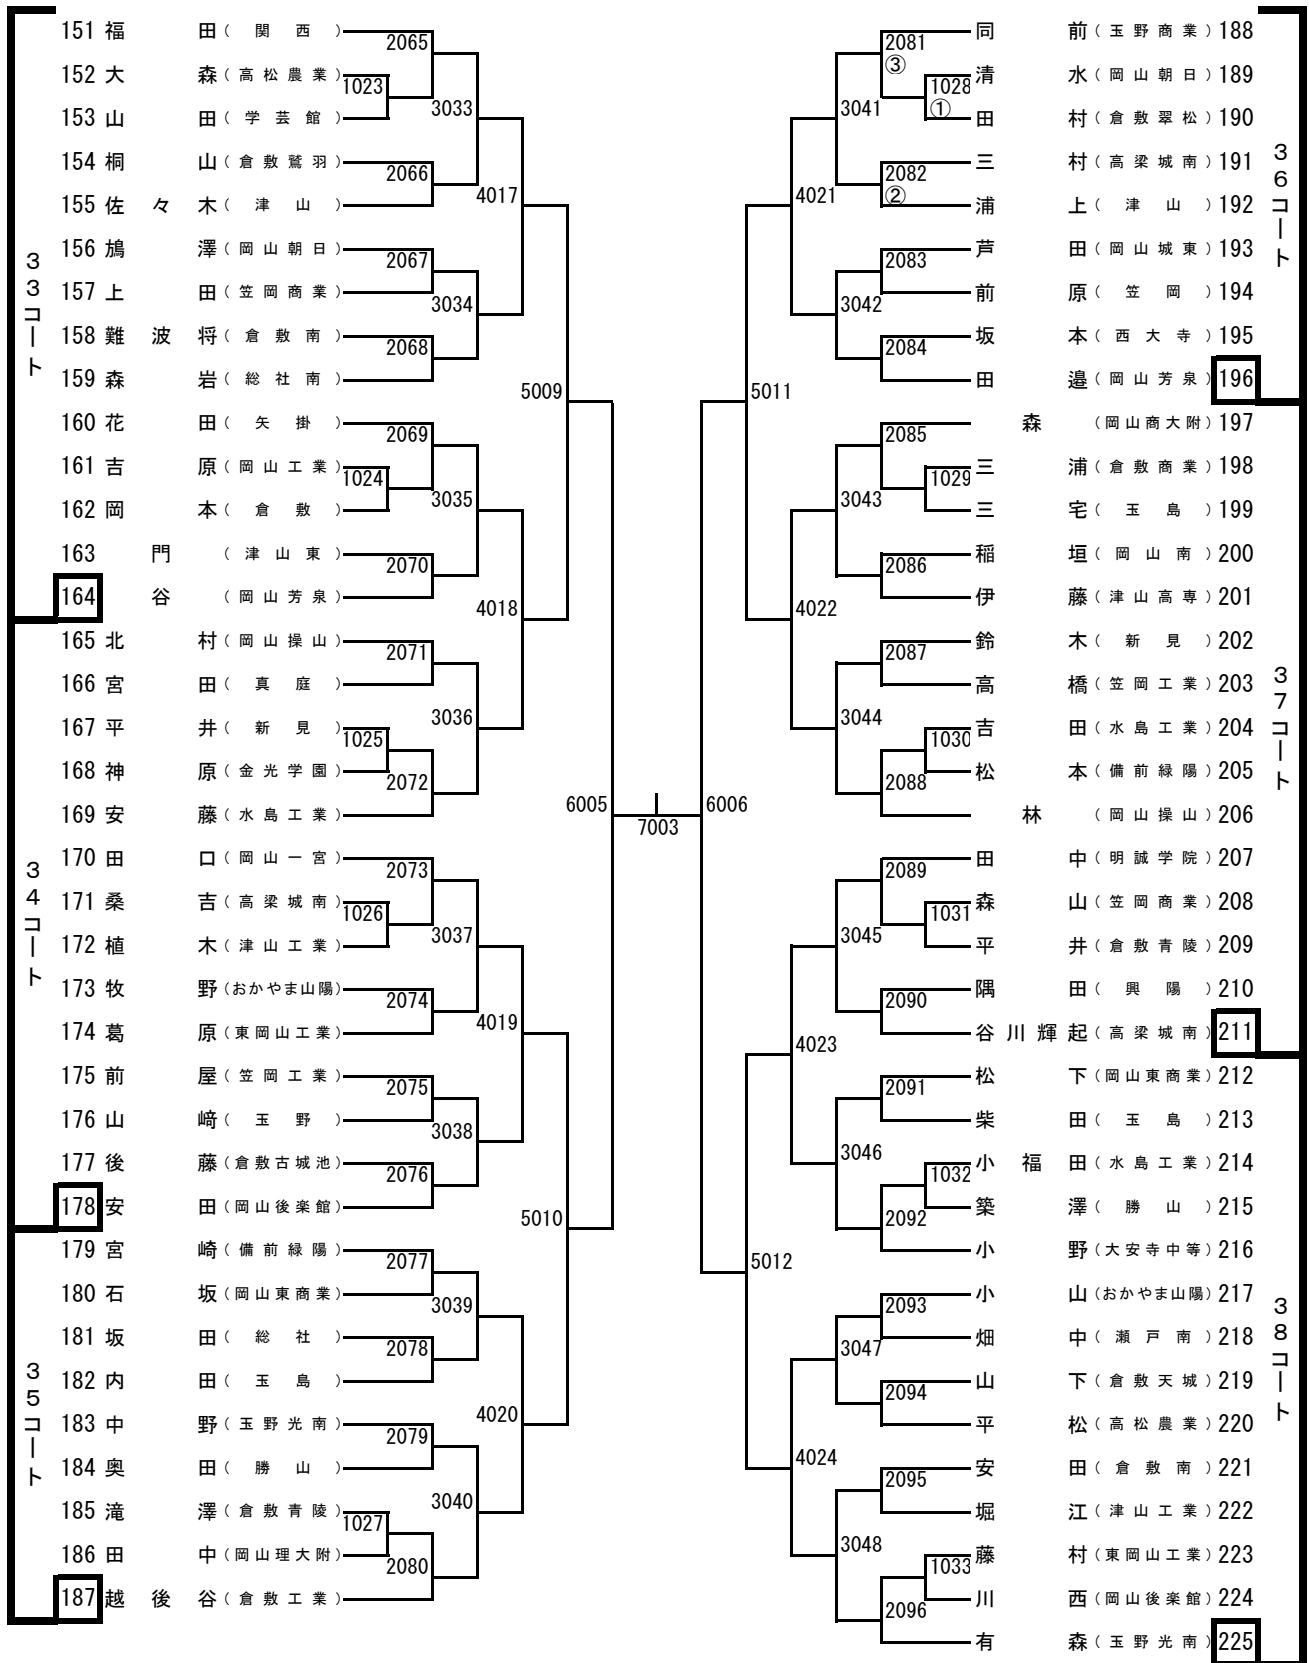 33コート
151 福田（関西）
152 大森（高松農業）
153 山田（学芸館）
154 桐山（倉敷鷲羽）
155 佐々木（津山）
156 鴆澤（岡山朝日）
157 上田（笠岡商業）
158 難波将（倉敷南）
159 森岩（総社南）
160 花田（矢掛）
161 吉原（岡山工業）
162 岡本（倉敷）
163 門（津山東）
164 谷（岡山芳泉）
34コート
165 北村（岡山操山）
166 宮田（真庭）
167 平井（新見）
168 神原（金光学園）
169 安藤（水島工業）
170 田口（岡山一宮）
171 桑吉（高梁城南）
172 植木（津山工業）
173 牧野（おかやま山陽）
174 葛原（東岡山工業）
175 前屋（笠岡工業）
176 山﨑（玉野）
177 後藤（倉敷古城池）
178 安田（岡山後楽館）
35コート
179 宮崎（備前緑陽）
180 石坂（岡山東商業）
181 坂田（総社）
182 内田（玉島）
183 中野（玉野光南）
184 奥田（勝山）
185 滝澤（倉敷青陵）
186 田中（岡山理大附）
187 越後谷（倉敷工業）
1023
1024
1025
1026
1027
2065
2066
2067
2068
2069
2070
2071
2072
2073
2074
2075
2076
2077
2078
2079
2080
3033
3034
3035
3036
3037
3038
3039
3040
4017
4018
4019
4020
5009
5010
6005
7003
6006
5011
5012
4021
4022
4023
4024
3041
3042
3043
3044
3045
3046
3047
3048
2081
③
2082
②
2083
2084
2085
2086
2087
2088
2089
2090
2091
2092
2093
2094
2095
2096
1028
①
1029
1030
1031
1032
1033
36コート
同前（玉野商業）188
清水（岡山朝日）189
田村（倉敷翠松）190
三村（高梁城南）191
浦上（津山）192
芦田（岡山城東）193
前原（笠岡）194
坂本（西大寺）195
田邉（岡山芳泉）196
37コート
森（岡山商大附）197
三浦（倉敷商業）198
三宅（玉島）199
稲垣（岡山南）200
伊藤（津山高専）201
鈴木（新見）202
高橋（笠岡工業）203
吉田（水島工業）204
松本（備前緑陽）205
林（岡山操山）206
田中（明誠学院）207
森山（笠岡商業）208
平井（倉敷青陵）209
隅田（興陽）210
谷川輝起（高梁城南）211
38コート
松下（岡山東商業）212
柴田（玉島）213
小福田（水島工業）214
築澤（勝山）215
小野（大安寺中等）216
小山（おかやま山陽）217
畑中（瀬戸南）218
山下（倉敷天城）219
平松（高松農業）220
安田（倉敷南）221
堀江（津山工業）222
藤村（東岡山工業）223
川西（岡山後楽館）224
有森（玉野光南）225